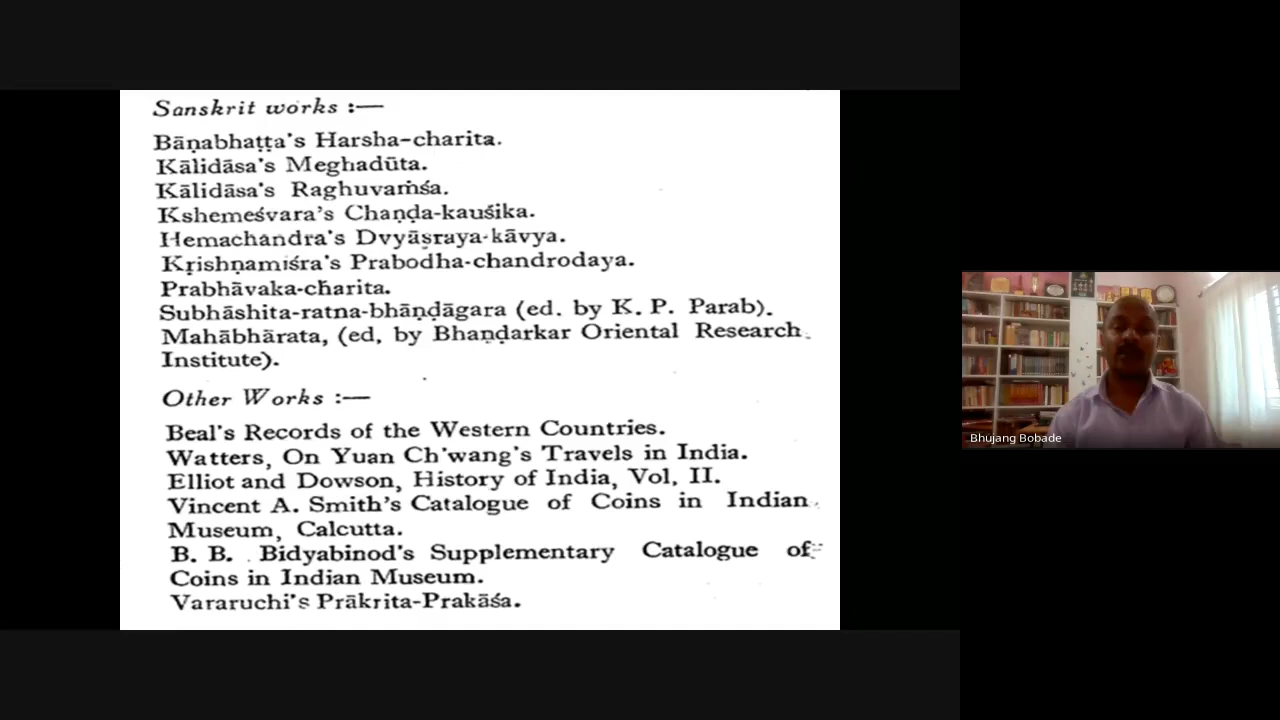 Sanskrit works :—
Bāṇabhaṭṭa's Harsha-charita.
Kālidāsa's Meghadūta.
Kālidāsa's Raghuvaṁśa.
Kshemeśvara's Chaṇḍa-kauśika.
Hemachandra's Dvyāṣraya-kāvya.
Kṛishṇamiśra's Prabodha-chandrodaya.
Prabhāvaka-charita.
Subhāshita-ratna-bhāṇḍāgara (ed. by K. P. Parab).
Mahābhārata, (ed, by Bhaṇḍarkar Oriental Research
Institute).
Other Works :—
Beal's Records of the Western Countries.
Watters, On Yuan Ch'wang's Travels in India.
Elliot and Dowson, History of India, Vol, II.
Vincent A. Smith's Catalogue of Coins in Indian
Museum, Calcutta.
B. B. Bidyabinod's Supplementary Catalogue of
Coins in Indian Museum.
Vararuchi's Prākrita-Prakāśa.
Bhujang Bobade